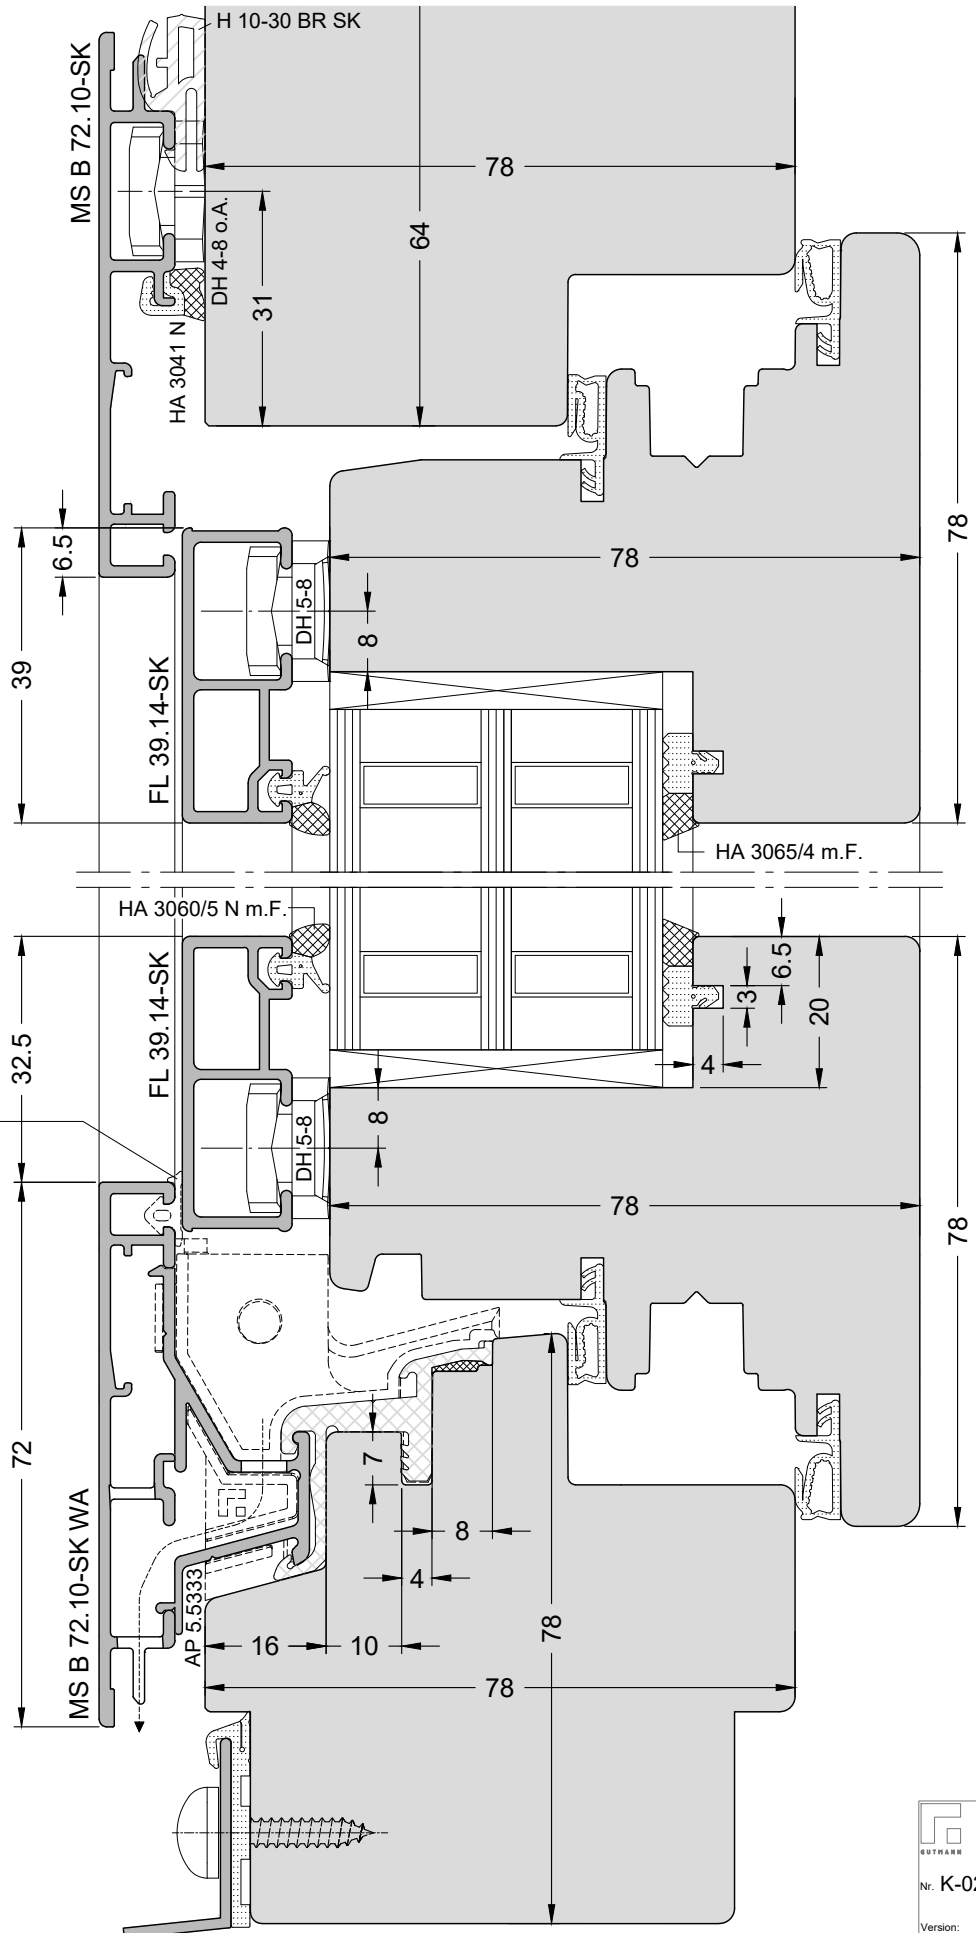 H 10-30 BR SK
MS B 72.10-SK
78
64
DH 4-8 o.A.
31
HA 3041 N
6.5
39
78
78
DH 5-8
8
FL 39.14-SK
HA 3065/4 m.F.
HA 3060/5 N m.F.
6.5
3
20
4
FL 39.14-SK
32.5
8
DH 5-8
78
78
72
7
8
4
MS B 72.10-SK WA
AP 5.5333
16
10
78
78
GUTMANN
Nr. K-02
Version: